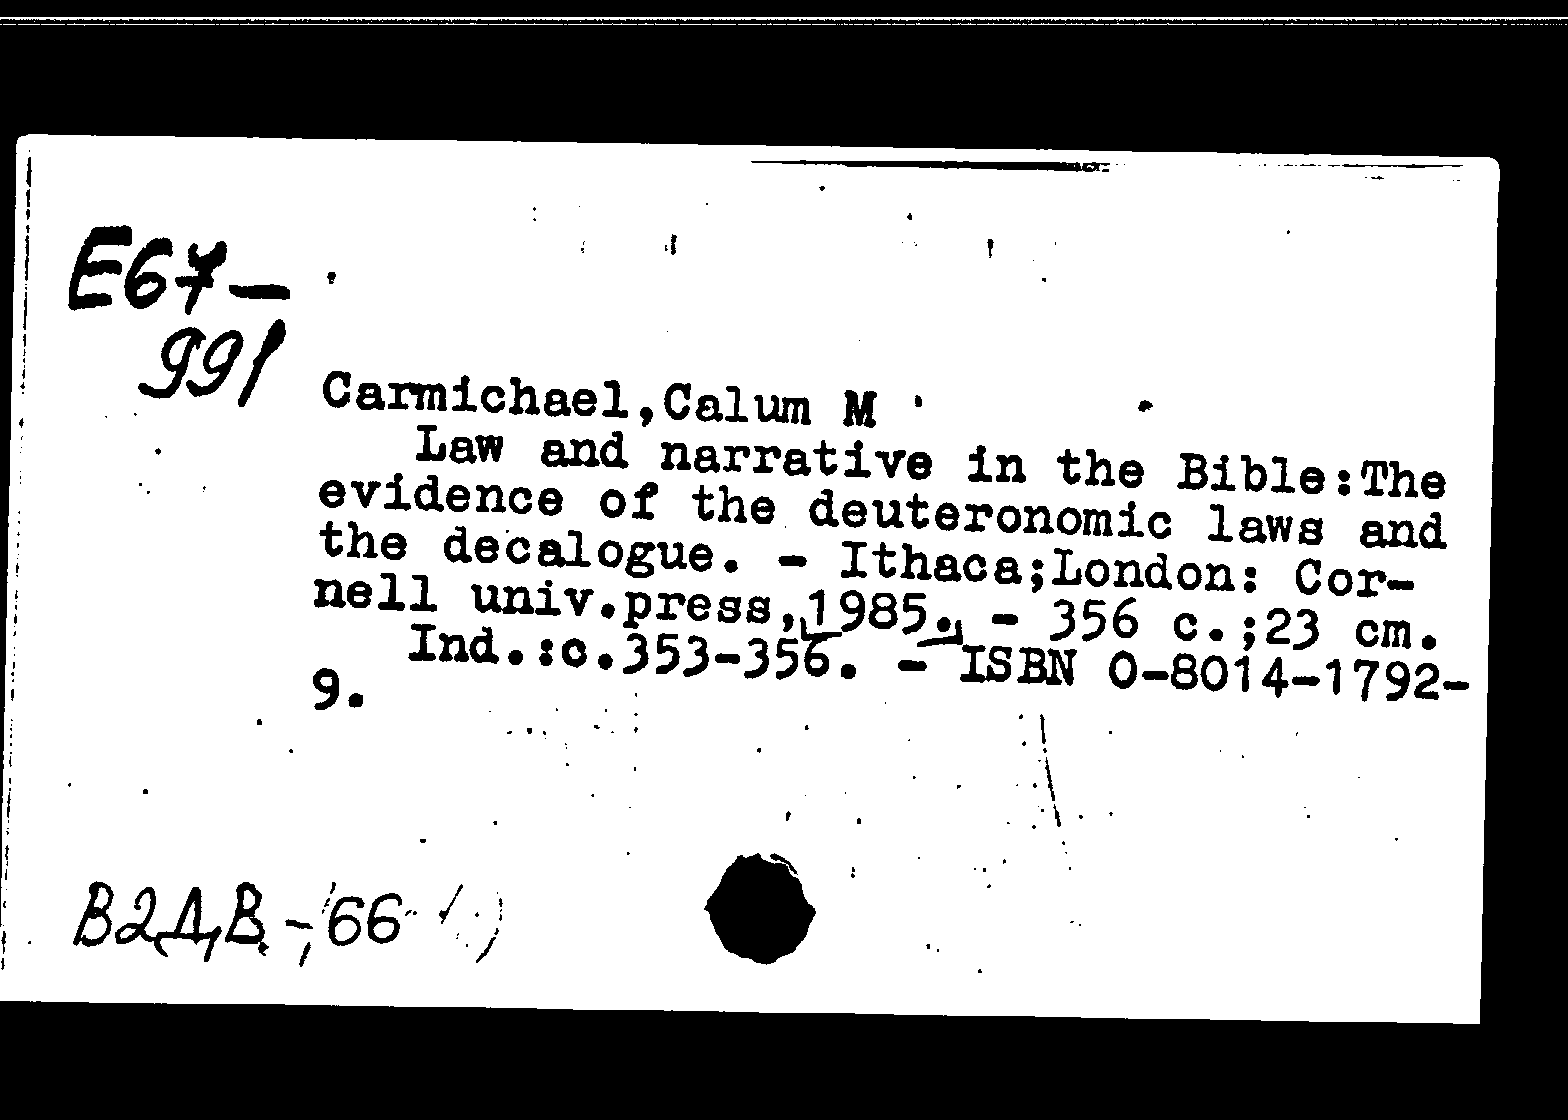 E67-
991
Carmichael,Calum M
Law and narrative in the Bible:The
evidence of the deuteronomic laws and
the decalogue. - Ithaca;London: Cor-
nell univ.press,1985. - 356 c.;23 cm.
Ind.:c.353-356. - ISBN 0-8014-1792-
9.
В2Д,В.-,66